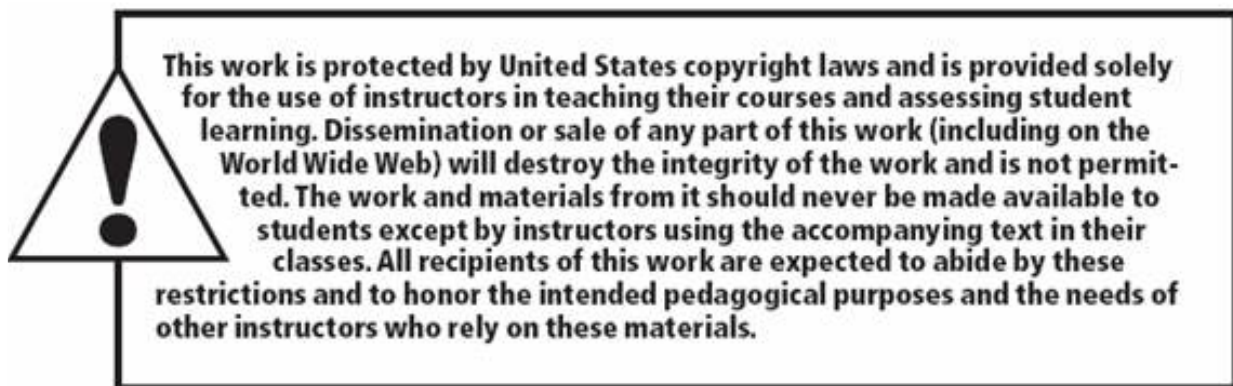 This work is protected by United States copyright laws and is provided solely
for the use of instructors in teaching their courses and assessing student
learning. Dissemination or sale of any part of this work (including on the
World Wide Web) will destroy the integrity of the work and is not permit-
ted. The work and materials from it should never be made available to
students except by instructors using the accompanying text in their
classes. All recipients of this work are expected to abide by these
restrictions and to honor the intended pedagogical purposes and the needs of
other instructors who rely on these materials.